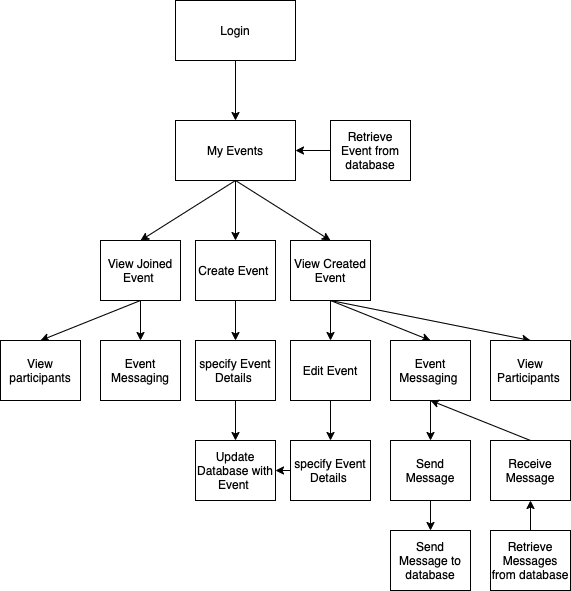 Login
My Events
Retrieve
Event from
database
View Joined
Event
Create Event
View Created
Event
View
participants
Event
Messaging
specify Event
Details
Edit Event
Event
Messaging
View
Participants
Update
Database with
Event
specify Event
Details
Send
Message
Receive
Message
Send
Message to
database
Retrieve
Messages
from database